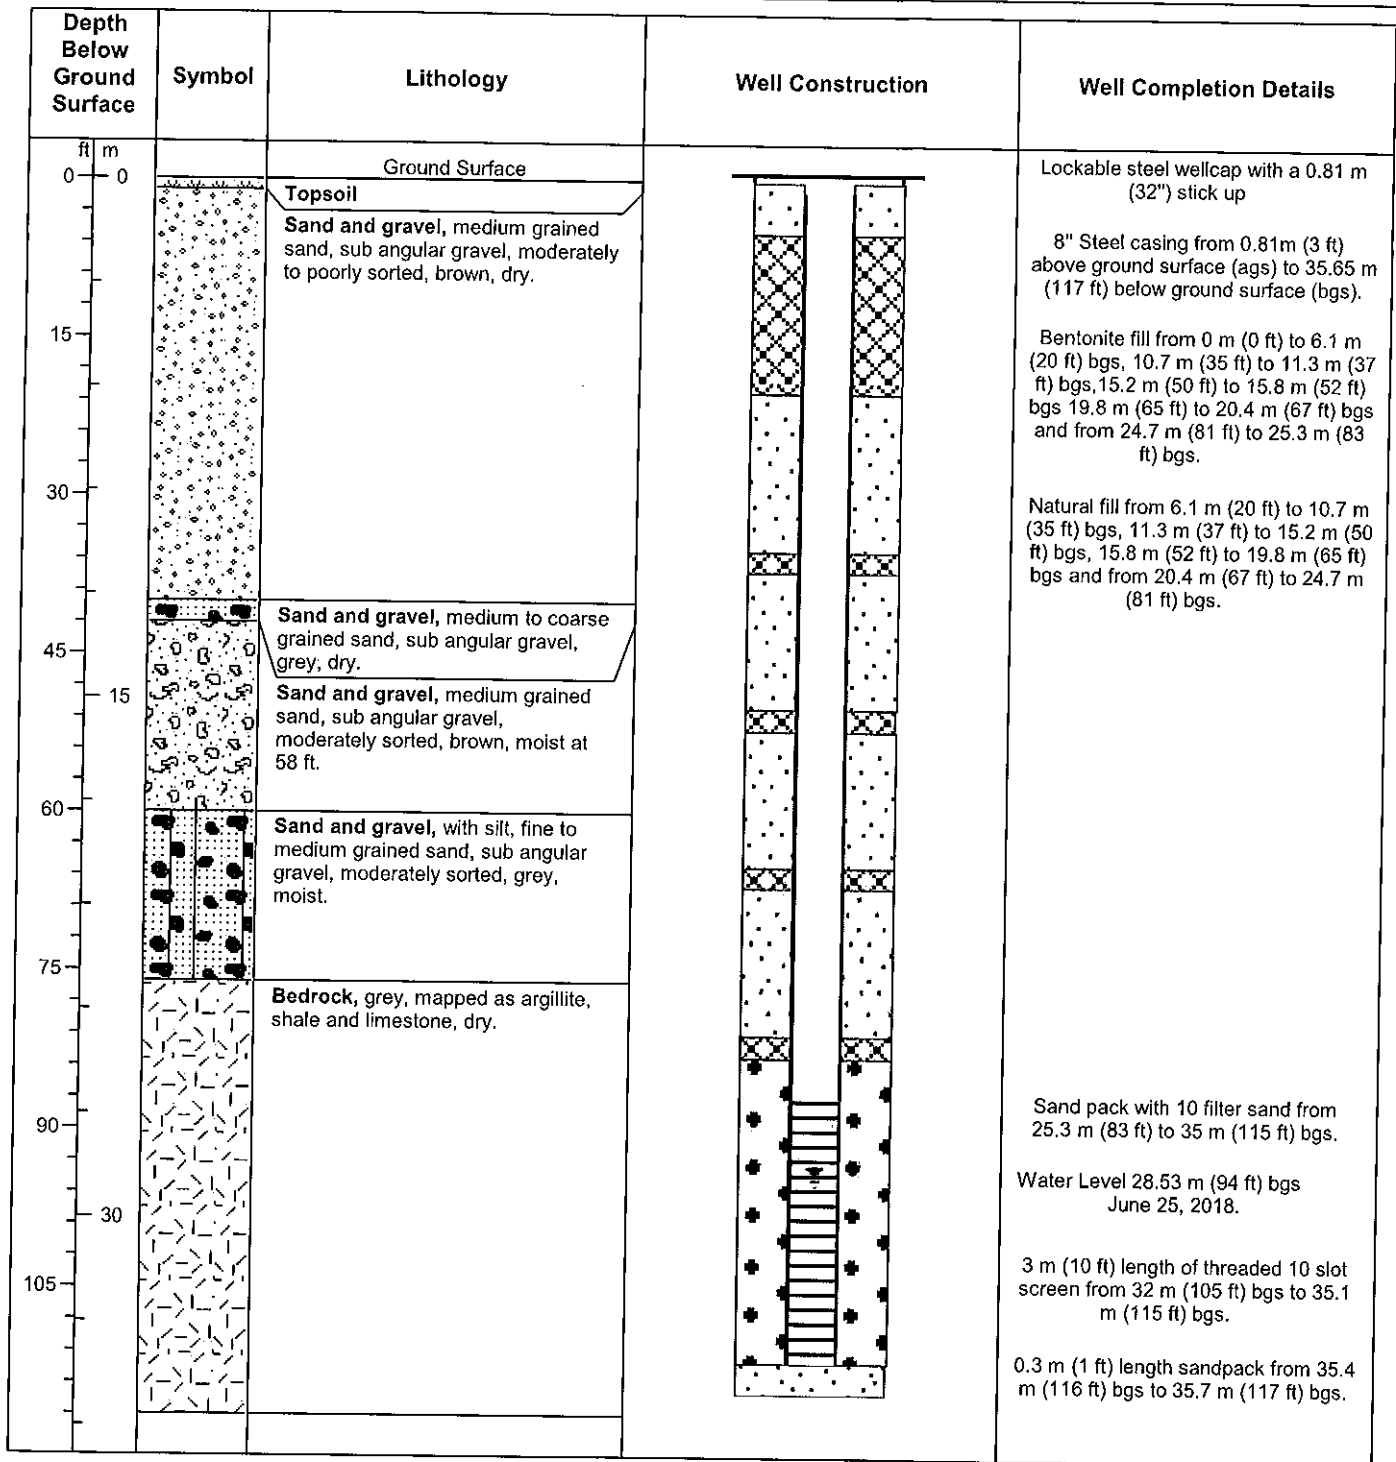 Depth
Below
Ground
Surface
Symbol
Lithology
Well Construction
Well Completion Details
ft m
0 0
15
30
45
15
60
75
90
30
105
Ground Surface
Topsoil
Sand and gravel, medium grained
sand, sub angular gravel, moderately
to poorly sorted, brown, dry.
Sand and gravel, medium to coarse
grained sand, sub angular gravel,
grey, dry.
Sand and gravel, medium grained
sand, sub angular gravel,
moderately sorted, brown, moist at
58 ft.
Sand and gravel, with silt, fine to
medium grained sand, sub angular
gravel, moderately sorted, grey,
moist.
Bedrock, grey, mapped as argillite,
shale and limestone, dry.
Lockable steel wellcap with a 0.81 m
(32") stick up
8" Steel casing from 0.81m (3 ft)
above ground surface (ags) to 35.65 m
(117 ft) below ground surface (bgs).
Bentonite fill from 0 m (0 ft) to 6.1 m
(20 ft) bgs, 10.7 m (35 ft) to 11.3 m (37
ft) bgs,15.2 m (50 ft) to 15.8 m (52 ft)
bgs 19.8 m (65 ft) to 20.4 m (67 ft) bgs
and from 24.7 m (81 ft) to 25.3 m (83
ft) bgs.
Natural fill from 6.1 m (20 ft) to 10.7 m
(35 ft) bgs, 11.3 m (37 ft) to 15.2 m (50
ft) bgs, 15.8 m (52 ft) to 19.8 m (65 ft)
bgs and from 20.4 m (67 ft) to 24.7 m
(81 ft) bgs.
Sand pack with 10 filter sand from
25.3 m (83 ft) to 35 m (115 ft) bgs.
Water Level 28.53 m (94 ft) bgs
June 25, 2018.
3 m (10 ft) length of threaded 10 slot
screen from 32 m (105 ft) bgs to 35.1
m (115 ft) bgs.
0.3 m (1 ft) length sandpack from 35.4
m (116 ft) bgs to 35.7 m (117 ft) bgs.